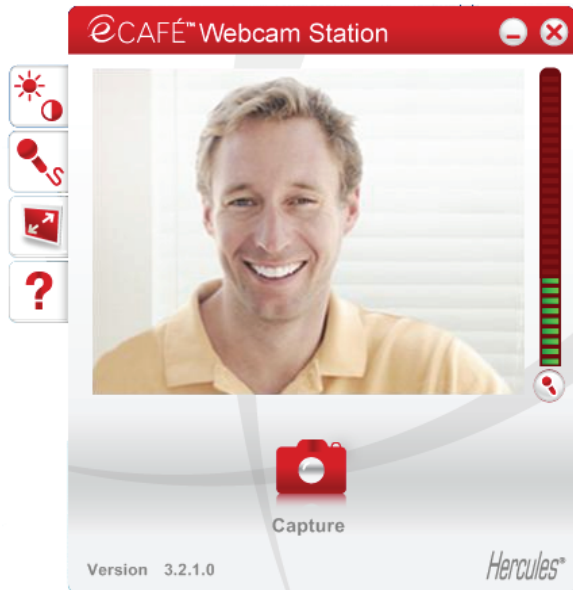 eCAFÉ™ Webcam Station
?
Capture
Version 3.2.1.0
Hercules®